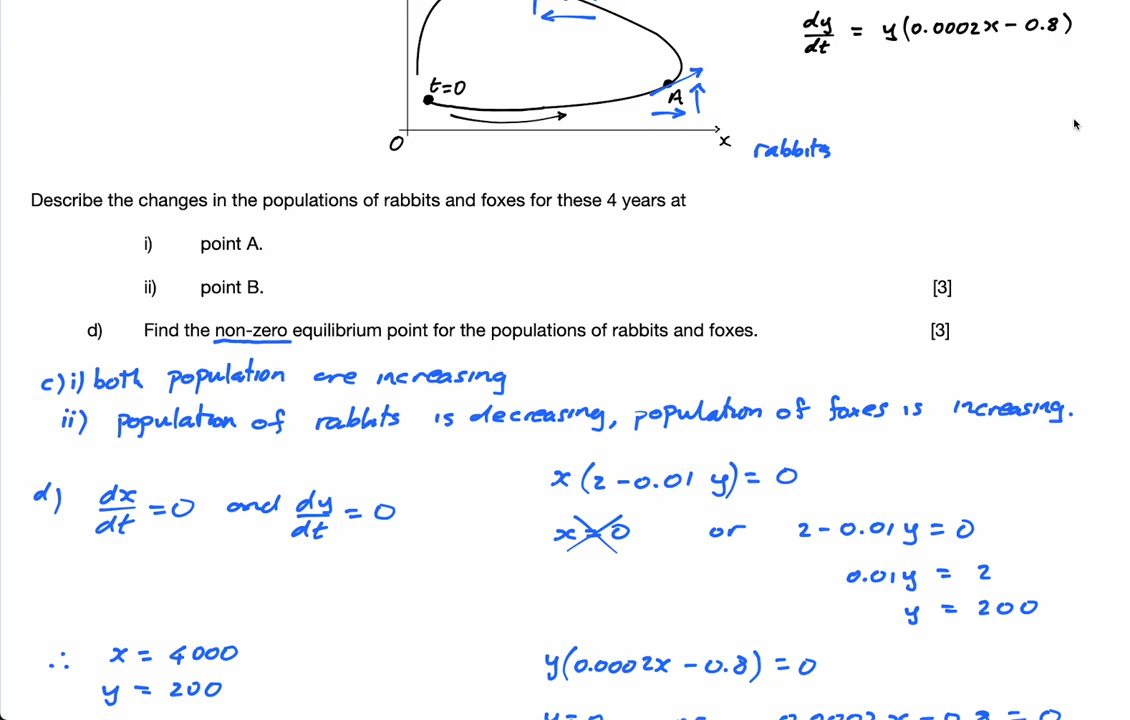 dy/dt = y(0.0002x - 0.8)
t=0
A
0
x
rabbits
Describe the changes in the populations of rabbits and foxes for these 4 years at
i) point A.
ii) point B. [3]
d) Find the non-zero equilibrium point for the populations of rabbits and foxes. [3]
c) i) both population are increasing
ii) population of rabbits is decreasing, population of foxes is increasing.
d) dx/dt = 0 and dy/dt = 0
x(2 - 0.01 y) = 0
x = 0 or 2 - 0.01y = 0
0.01y = 2
y = 200
∴ x = 4000
y = 200
y(0.0002x - 0.8) = 0